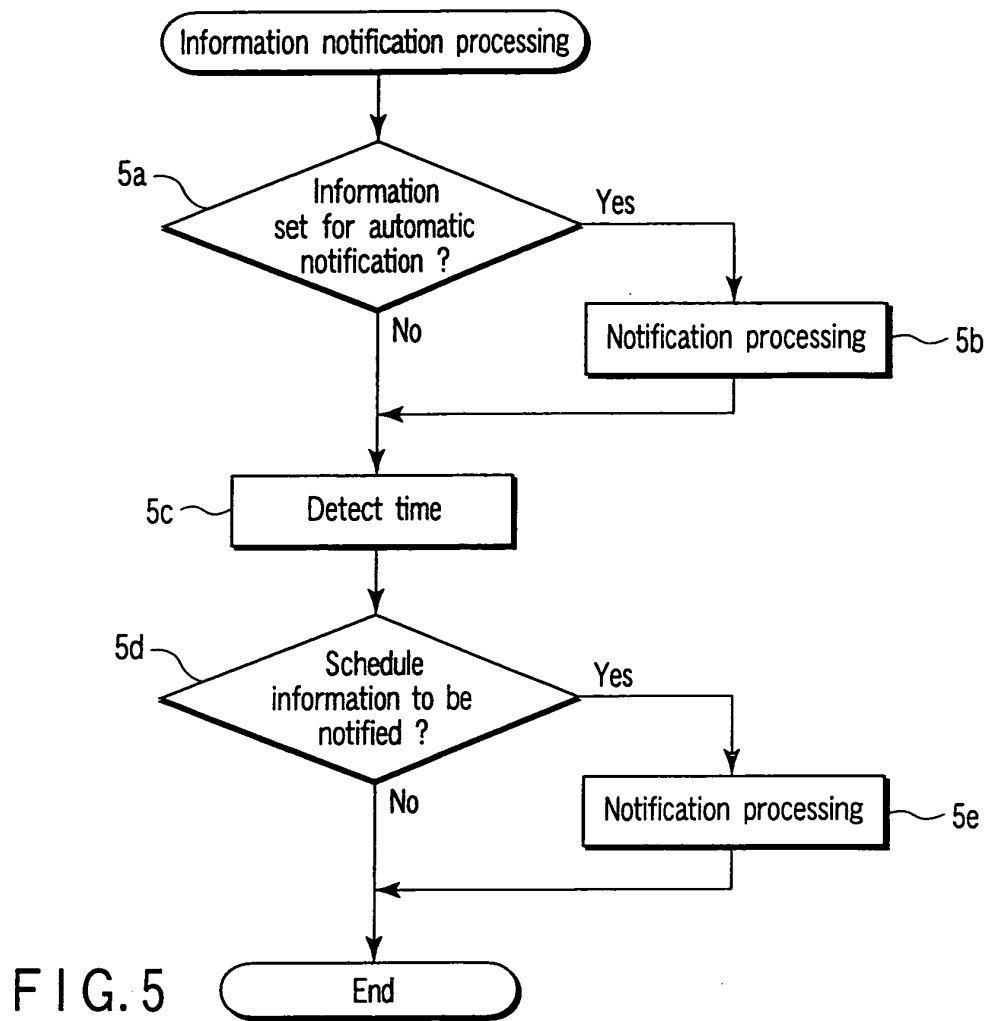 Information notification processing
5a
Information
set for automatic
notification ?
Yes
No
Notification processing
5b
5c
Detect time
5d
Schedule
information to be
notified ?
Yes
No
Notification processing
5e
End
FIG. 5